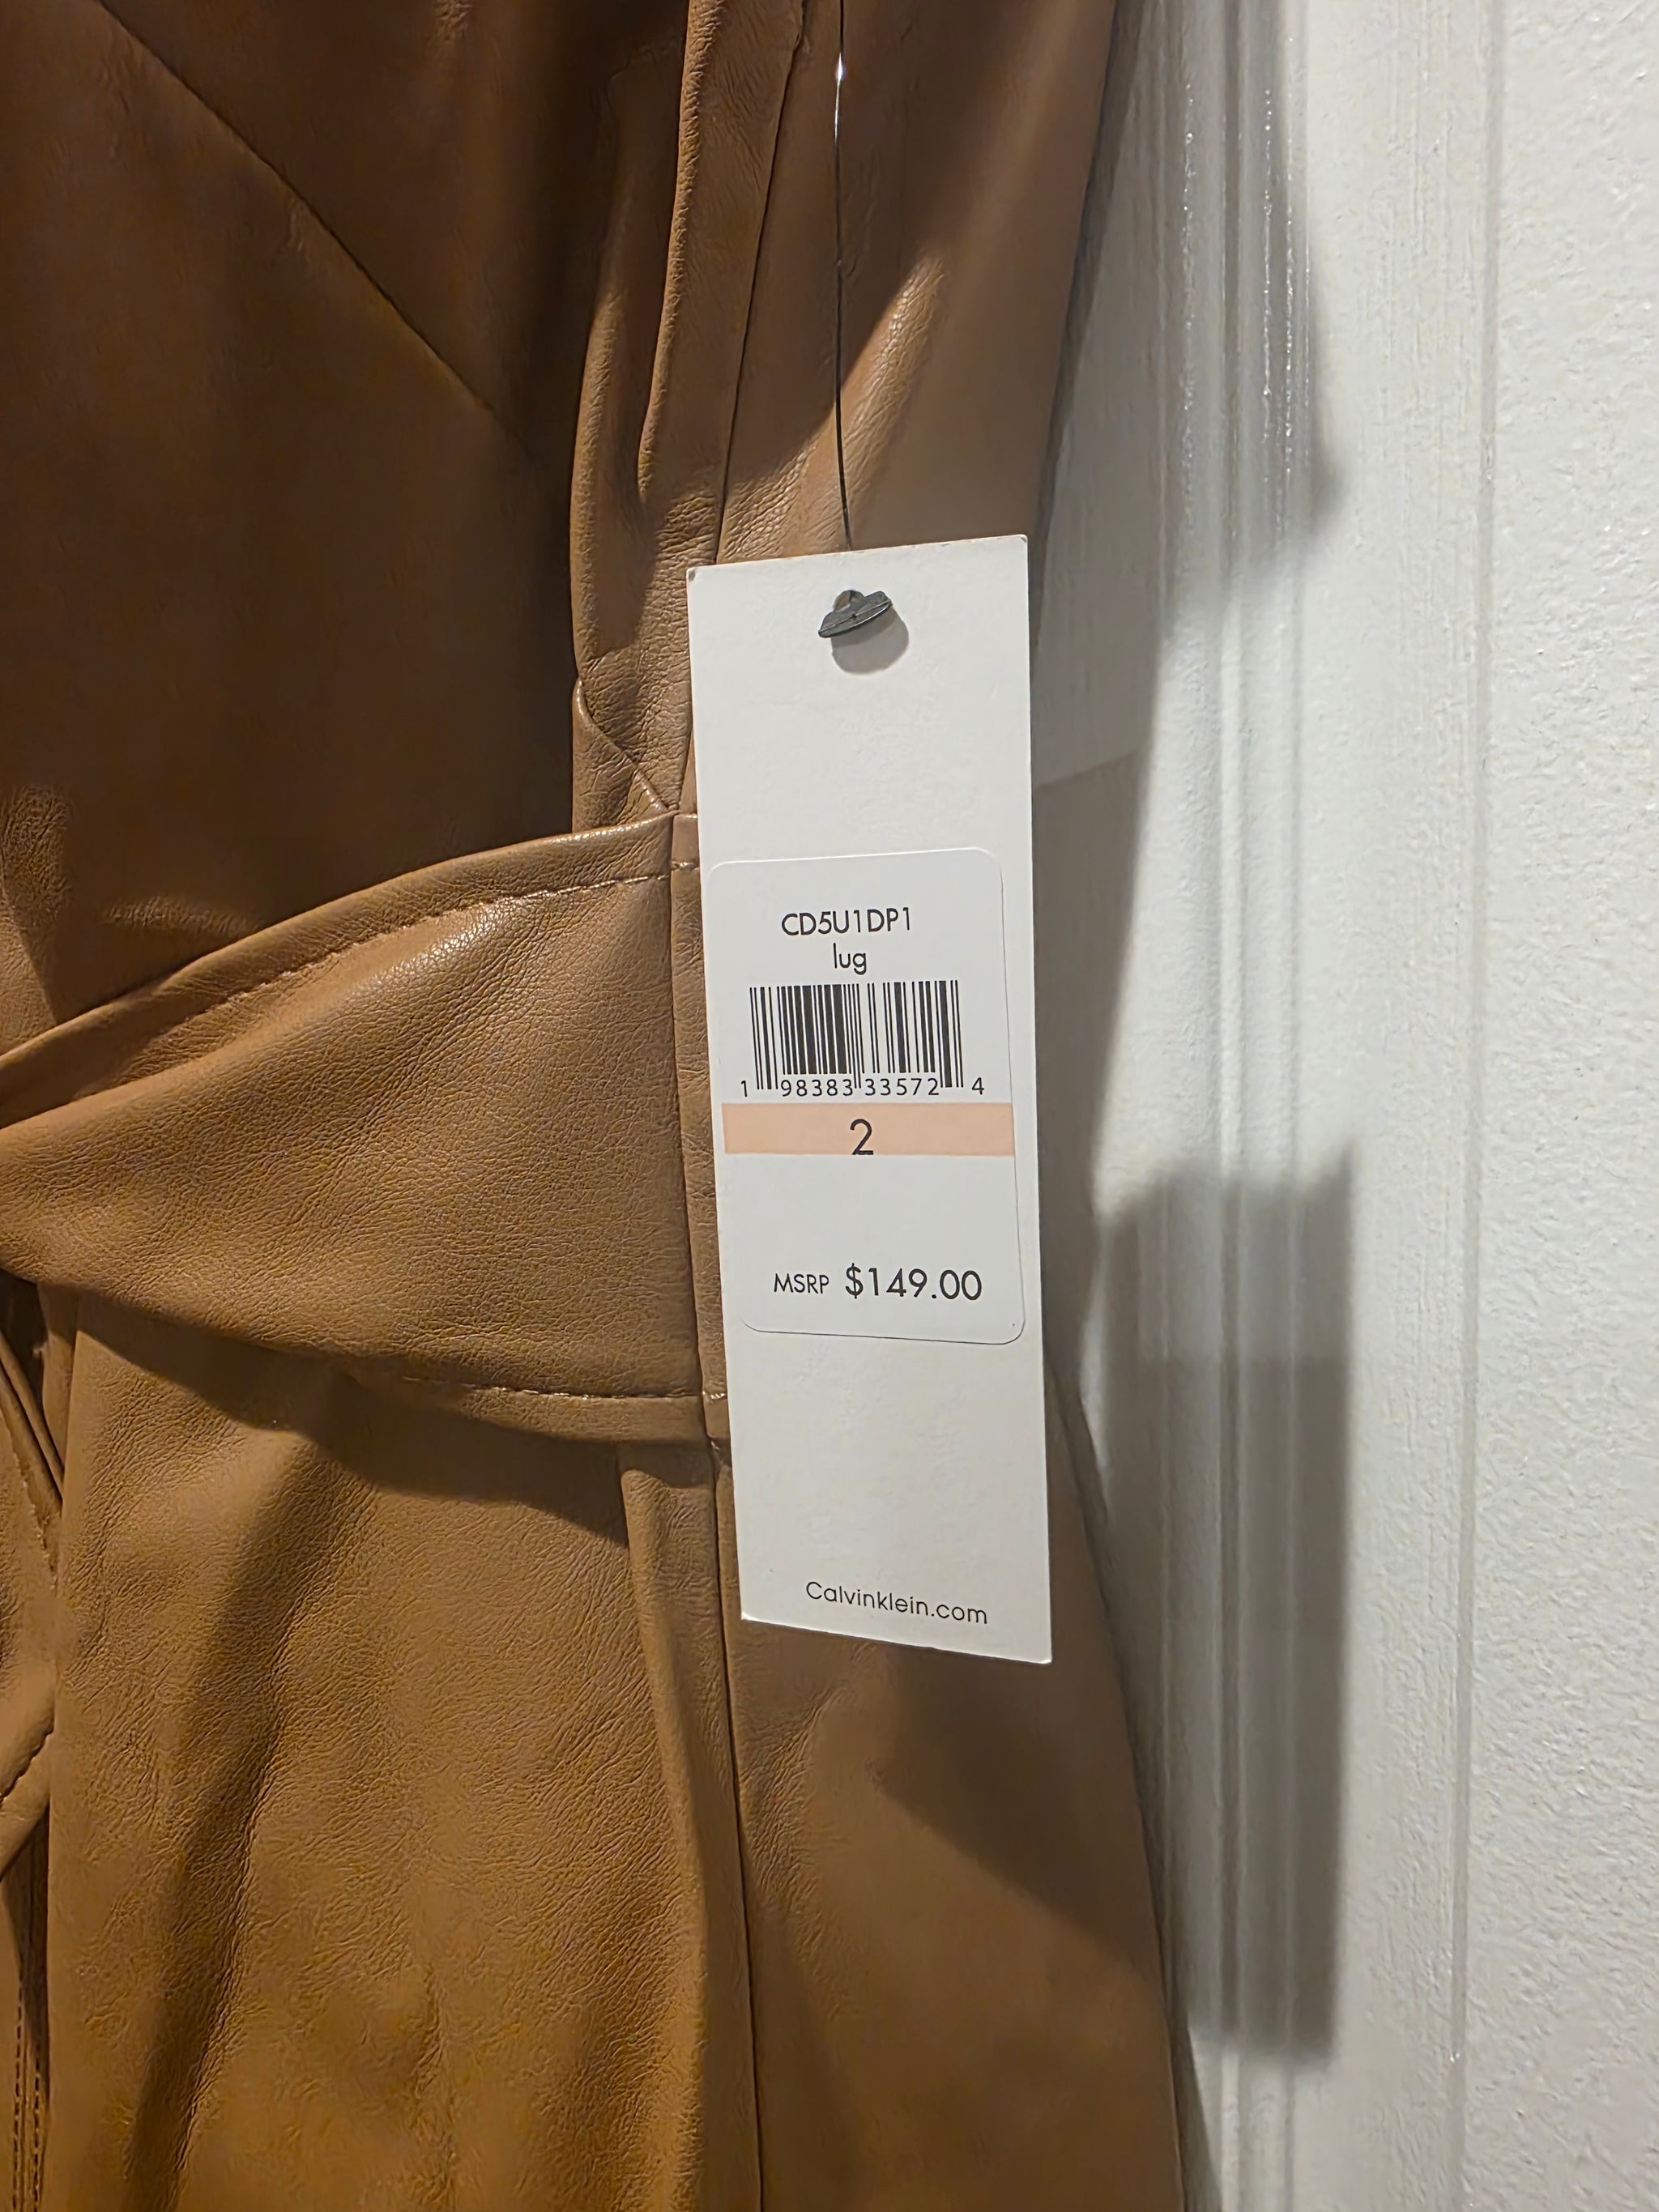 CD5U1DP1
lug
1 98383 33572 4
2
MSRP $149.00
Calvinklein.com